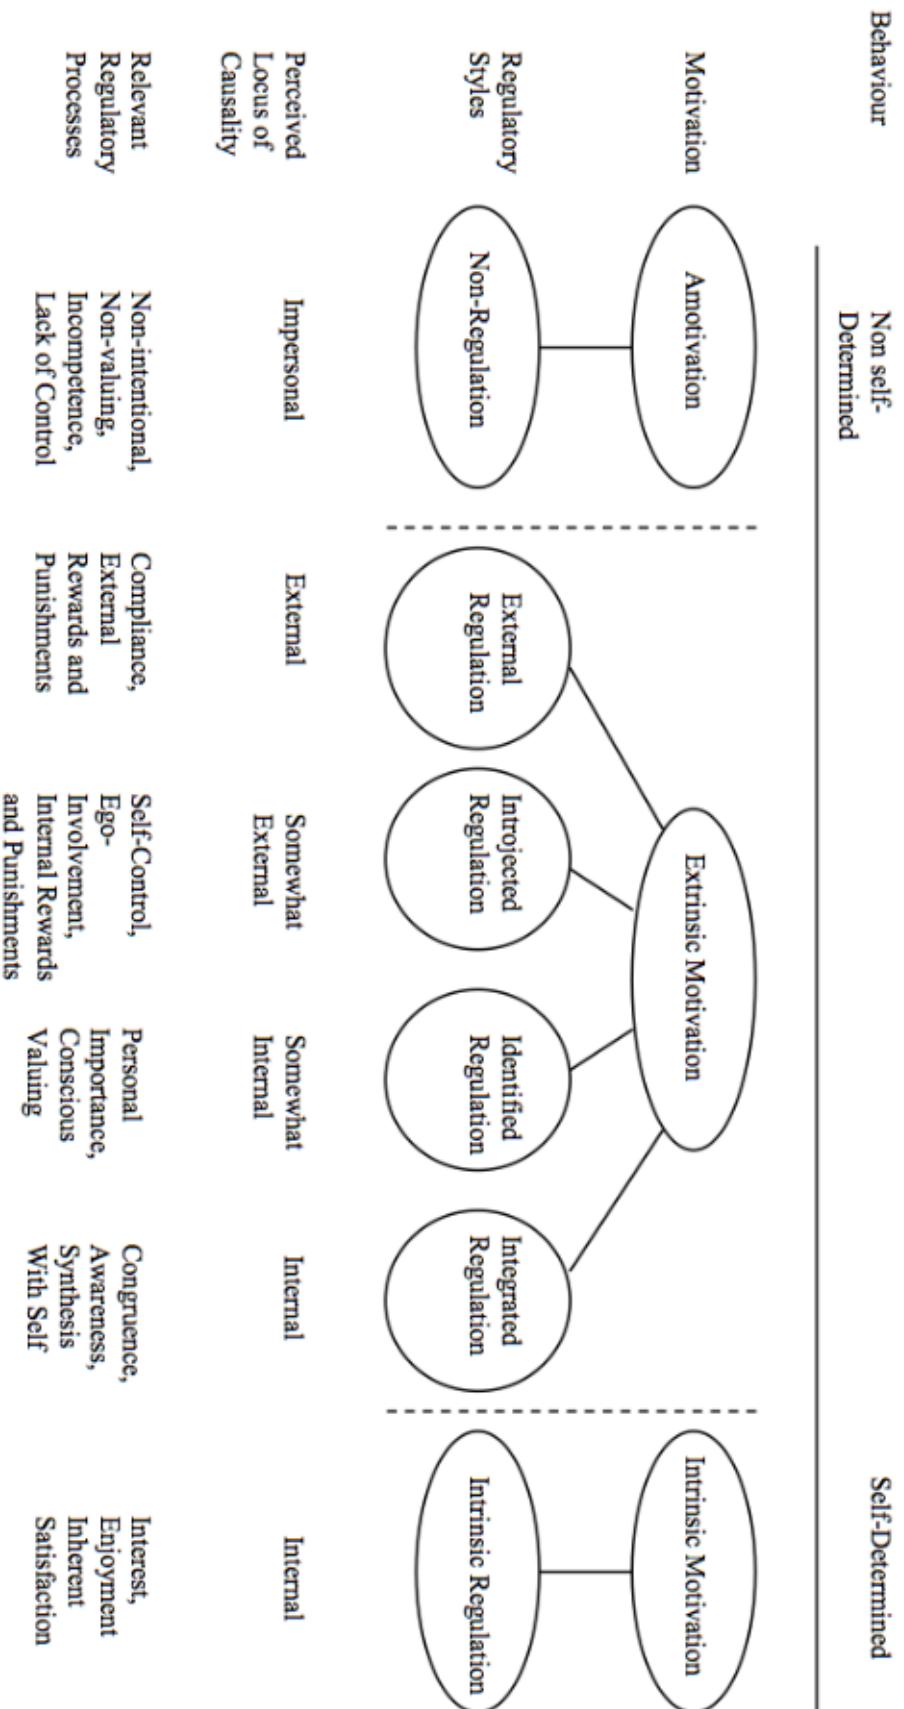 Behaviour
Non self-
Determined
Self-Determined
Motivation
Amotivation
Extrinsic Motivation
Intrinsic Motivation
Regulatory
Styles
Non-Regulation
External
Regulation
Introjected
Regulation
Identified
Regulation
Integrated
Regulation
Intrinsic Regulation
Perceived
Locus of
Causality
Impersonal
External
Somewhat
External
Somewhat
Internal
Internal
Internal
Relevant
Regulatory
Processes
Non-intentional,
Non-valuing,
Incompetence,
Lack of Control
Compliance,
External
Rewards and
Punishments
Self-Control,
Ego-
Involvement,
Internal Rewards
and Punishments
Personal
Importance,
Conscious
Valuing
Congruence,
Awareness,
Synthesis
With Self
Interest,
Enjoyment
Inherent
Satisfaction